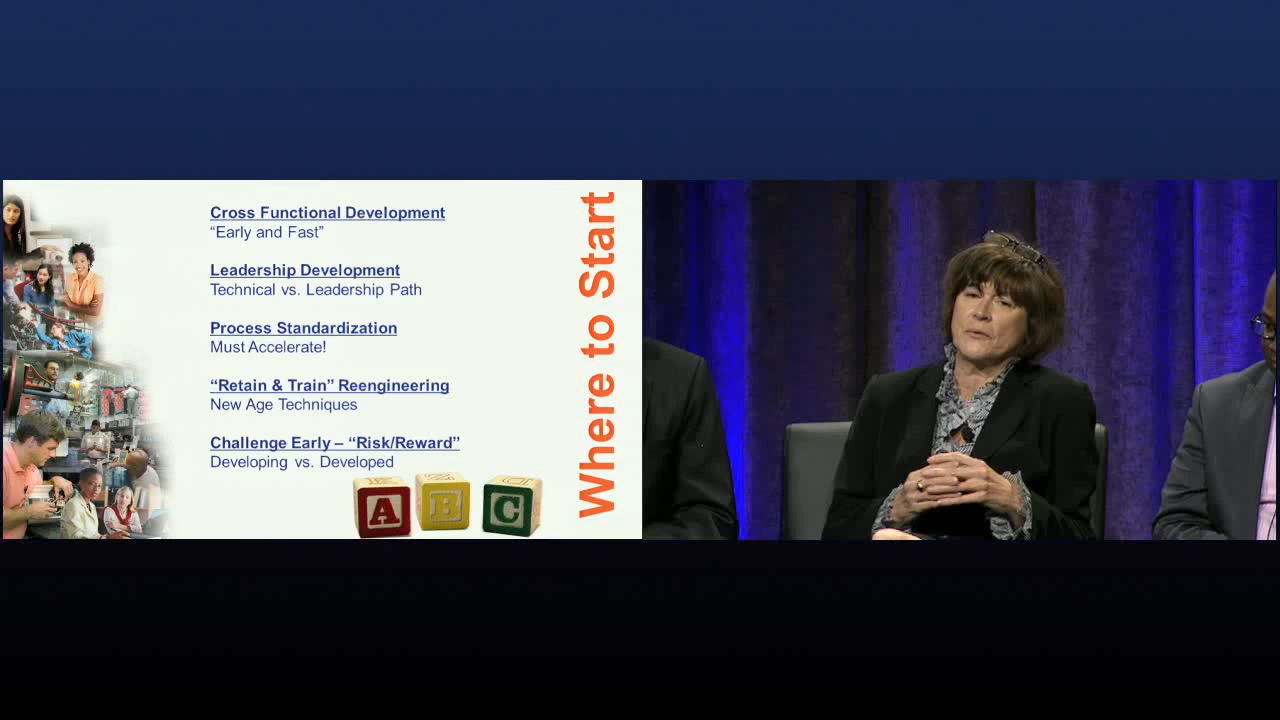 Cross Functional Development
“Early and Fast”
Leadership Development
Technical vs. Leadership Path
Process Standardization
Must Accelerate!
“Retain & Train” Reengineering
New Age Techniques
Challenge Early – “Risk/Reward”
Developing vs. Developed
Where to Start
A B C